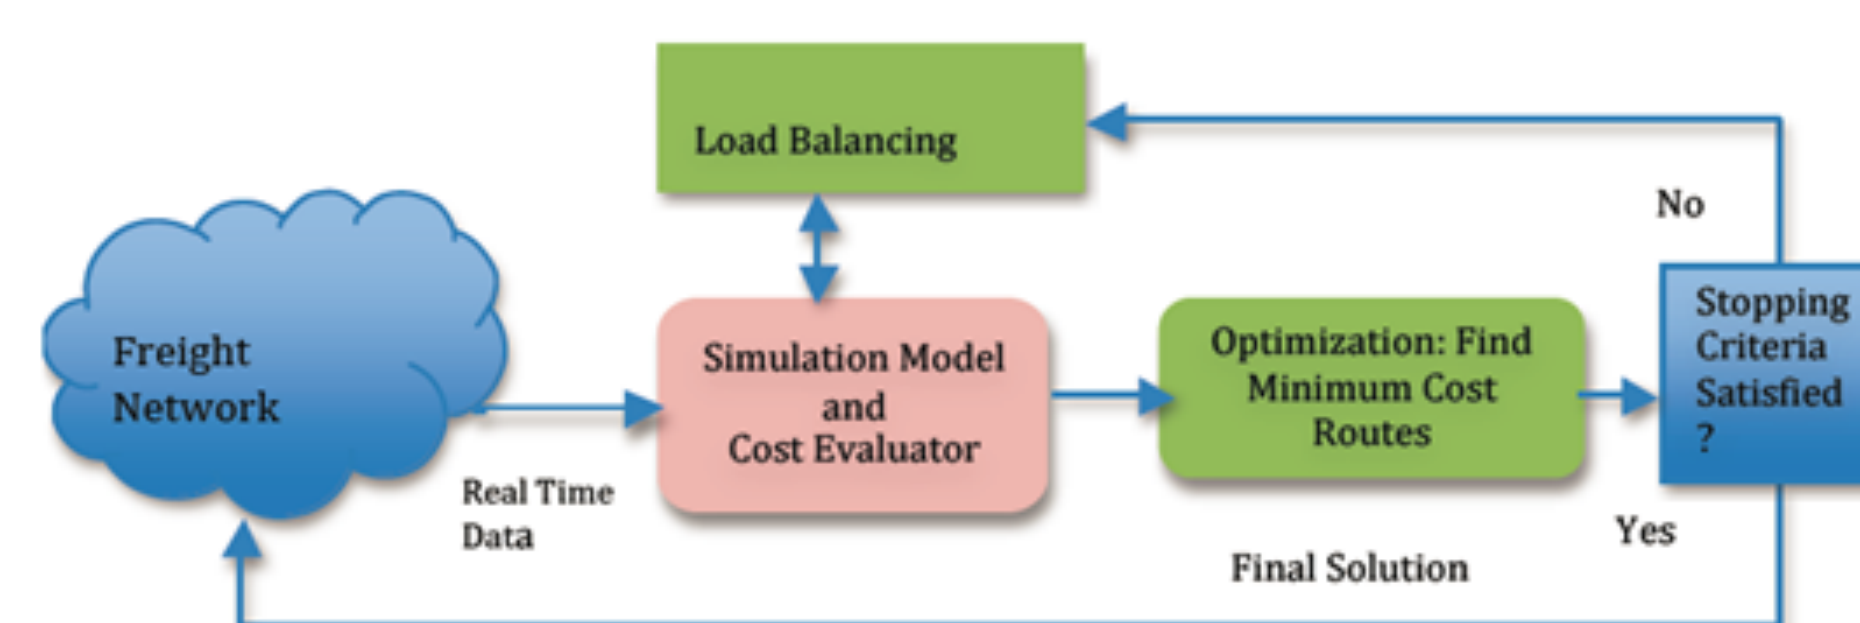 Load Balancing
No
Freight
Network
Real Time
Data
Simulation Model
and
Cost Evaluator
Optimization: Find
Minimum Cost
Routes
Stopping
Criteria
Satisfied
?
Yes
Final Solution